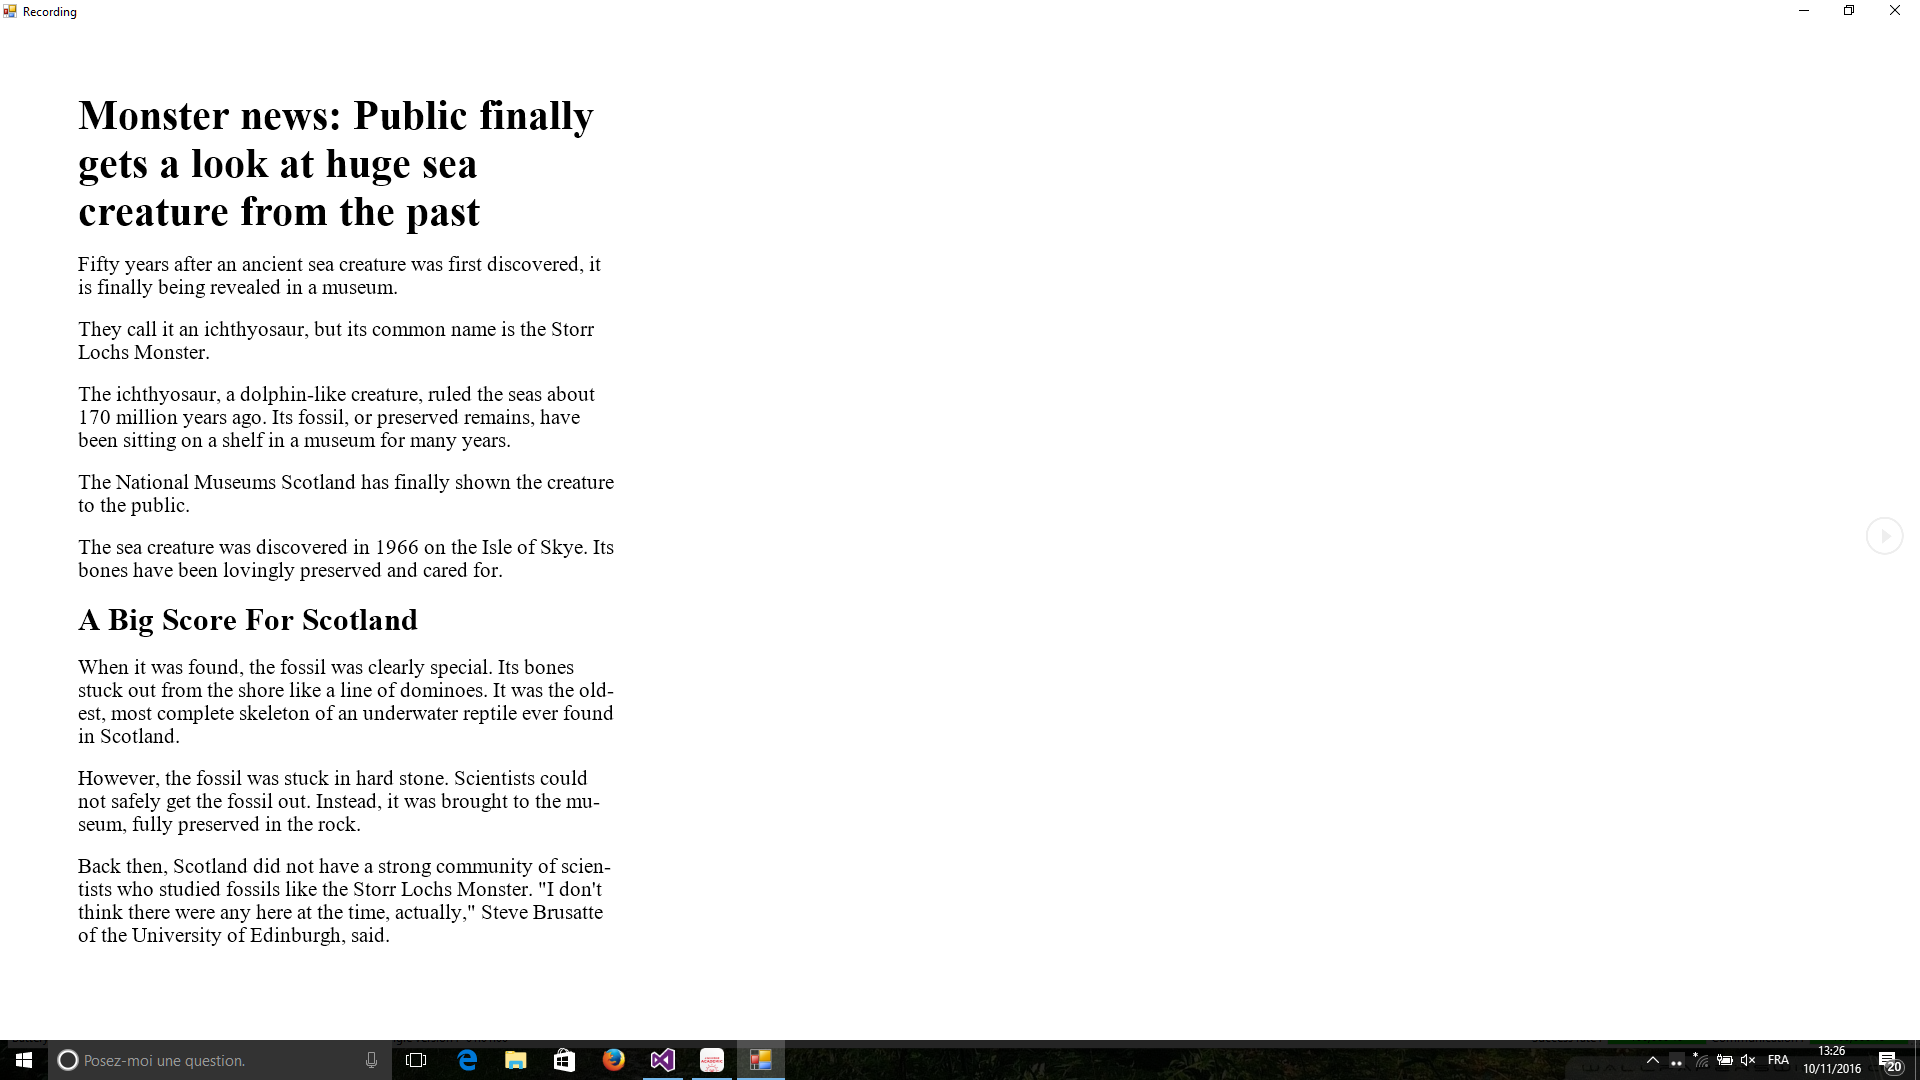 Recording
Monster news: Public finally
gets a look at huge sea
creature from the past
Fifty years after an ancient sea creature was first discovered, it
is finally being revealed in a museum.
They call it an ichthyosaur, but its common name is the Storr
Lochs Monster.
The ichthyosaur, a dolphin-like creature, ruled the seas about
170 million years ago. Its fossil, or preserved remains, have
been sitting on a shelf in a museum for many years.
The National Museums Scotland has finally shown the creature
to the public.
The sea creature was discovered in 1966 on the Isle of Skye. Its
bones have been lovingly preserved and cared for.
A Big Score For Scotland
When it was found, the fossil was clearly special. Its bones
stuck out from the shore like a line of dominoes. It was the old-
est, most complete skeleton of an underwater reptile ever found
in Scotland.
However, the fossil was stuck in hard stone. Scientists could
not safely get the fossil out. Instead, it was brought to the mu-
seum, fully preserved in the rock.
Back then, Scotland did not have a strong community of scien-
tists who studied fossils like the Storr Lochs Monster. "I don't
think there were any here at the time, actually," Steve Brusatte
of the University of Edinburgh, said.
Posez-moi une question.
FRA
13:26
10/11/2016
20